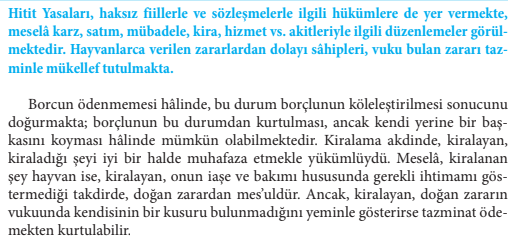 Hitit Yasaları, haksız fiillerle ve sözleşmelerle ilgili hükümlere de yer vermekte,
meselâ karz, satım, mübadele, kira, hizmet vs. akitleriyle ilgili düzenlemeler görül-
mektedir. Hayvanlarca verilen zararlardan dolayı sâhipleri, vuku bulan zararı taz-
minle mükellef tutulmakta.
Borcun ödenmemesi hâlinde, bu durum borçlunun köleleştirilmesi sonucunu
doğurmakta; borçlunun bu durumdan kurtulması, ancak kendi yerine bir baş-
kasını koyması hâlinde mümkün olabilmektedir. Kiralama akdinde, kiralayan,
kiraladığı şeyi iyi bir halde muhafaza etmekle yükümlüydü. Meselâ, kiralanan
şey hayvan ise, kiralayan, onun iaşe ve bakımı hususunda gerekli ihtimamı gös-
termediği takdirde, doğan zarardan mes'uldür. Ancak, kiralayan, doğan zararın
vukuunda kendisinin bir kusuru bulunmadığını yeminle gösterirse tazminat öde-
mekten kurtulabilir.